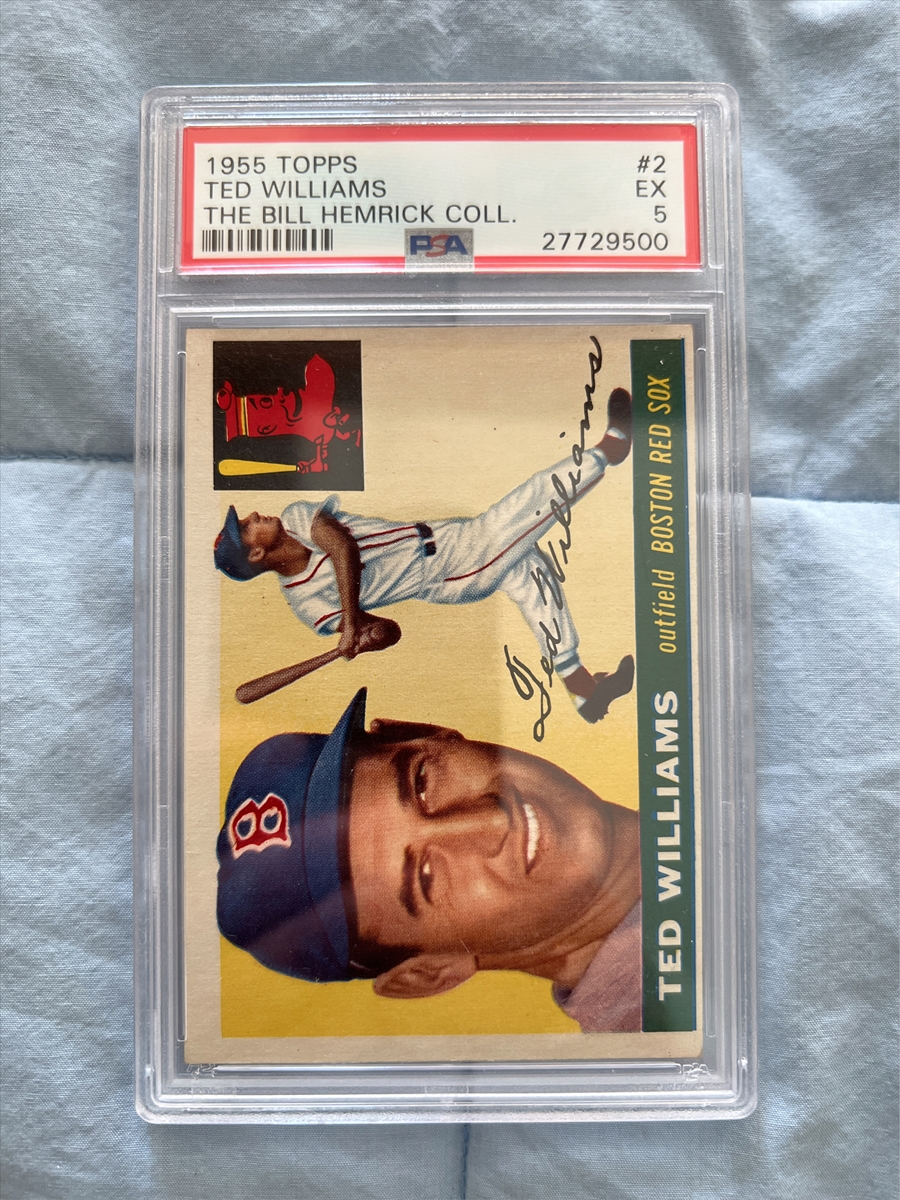 1955 TOPPS #2
TED WILLIAMS EX
THE BILL HEMRICK COLL. 5
PSA 27729500
B
Ted Williams
TED WILLIAMS outfield BOSTON RED SOX